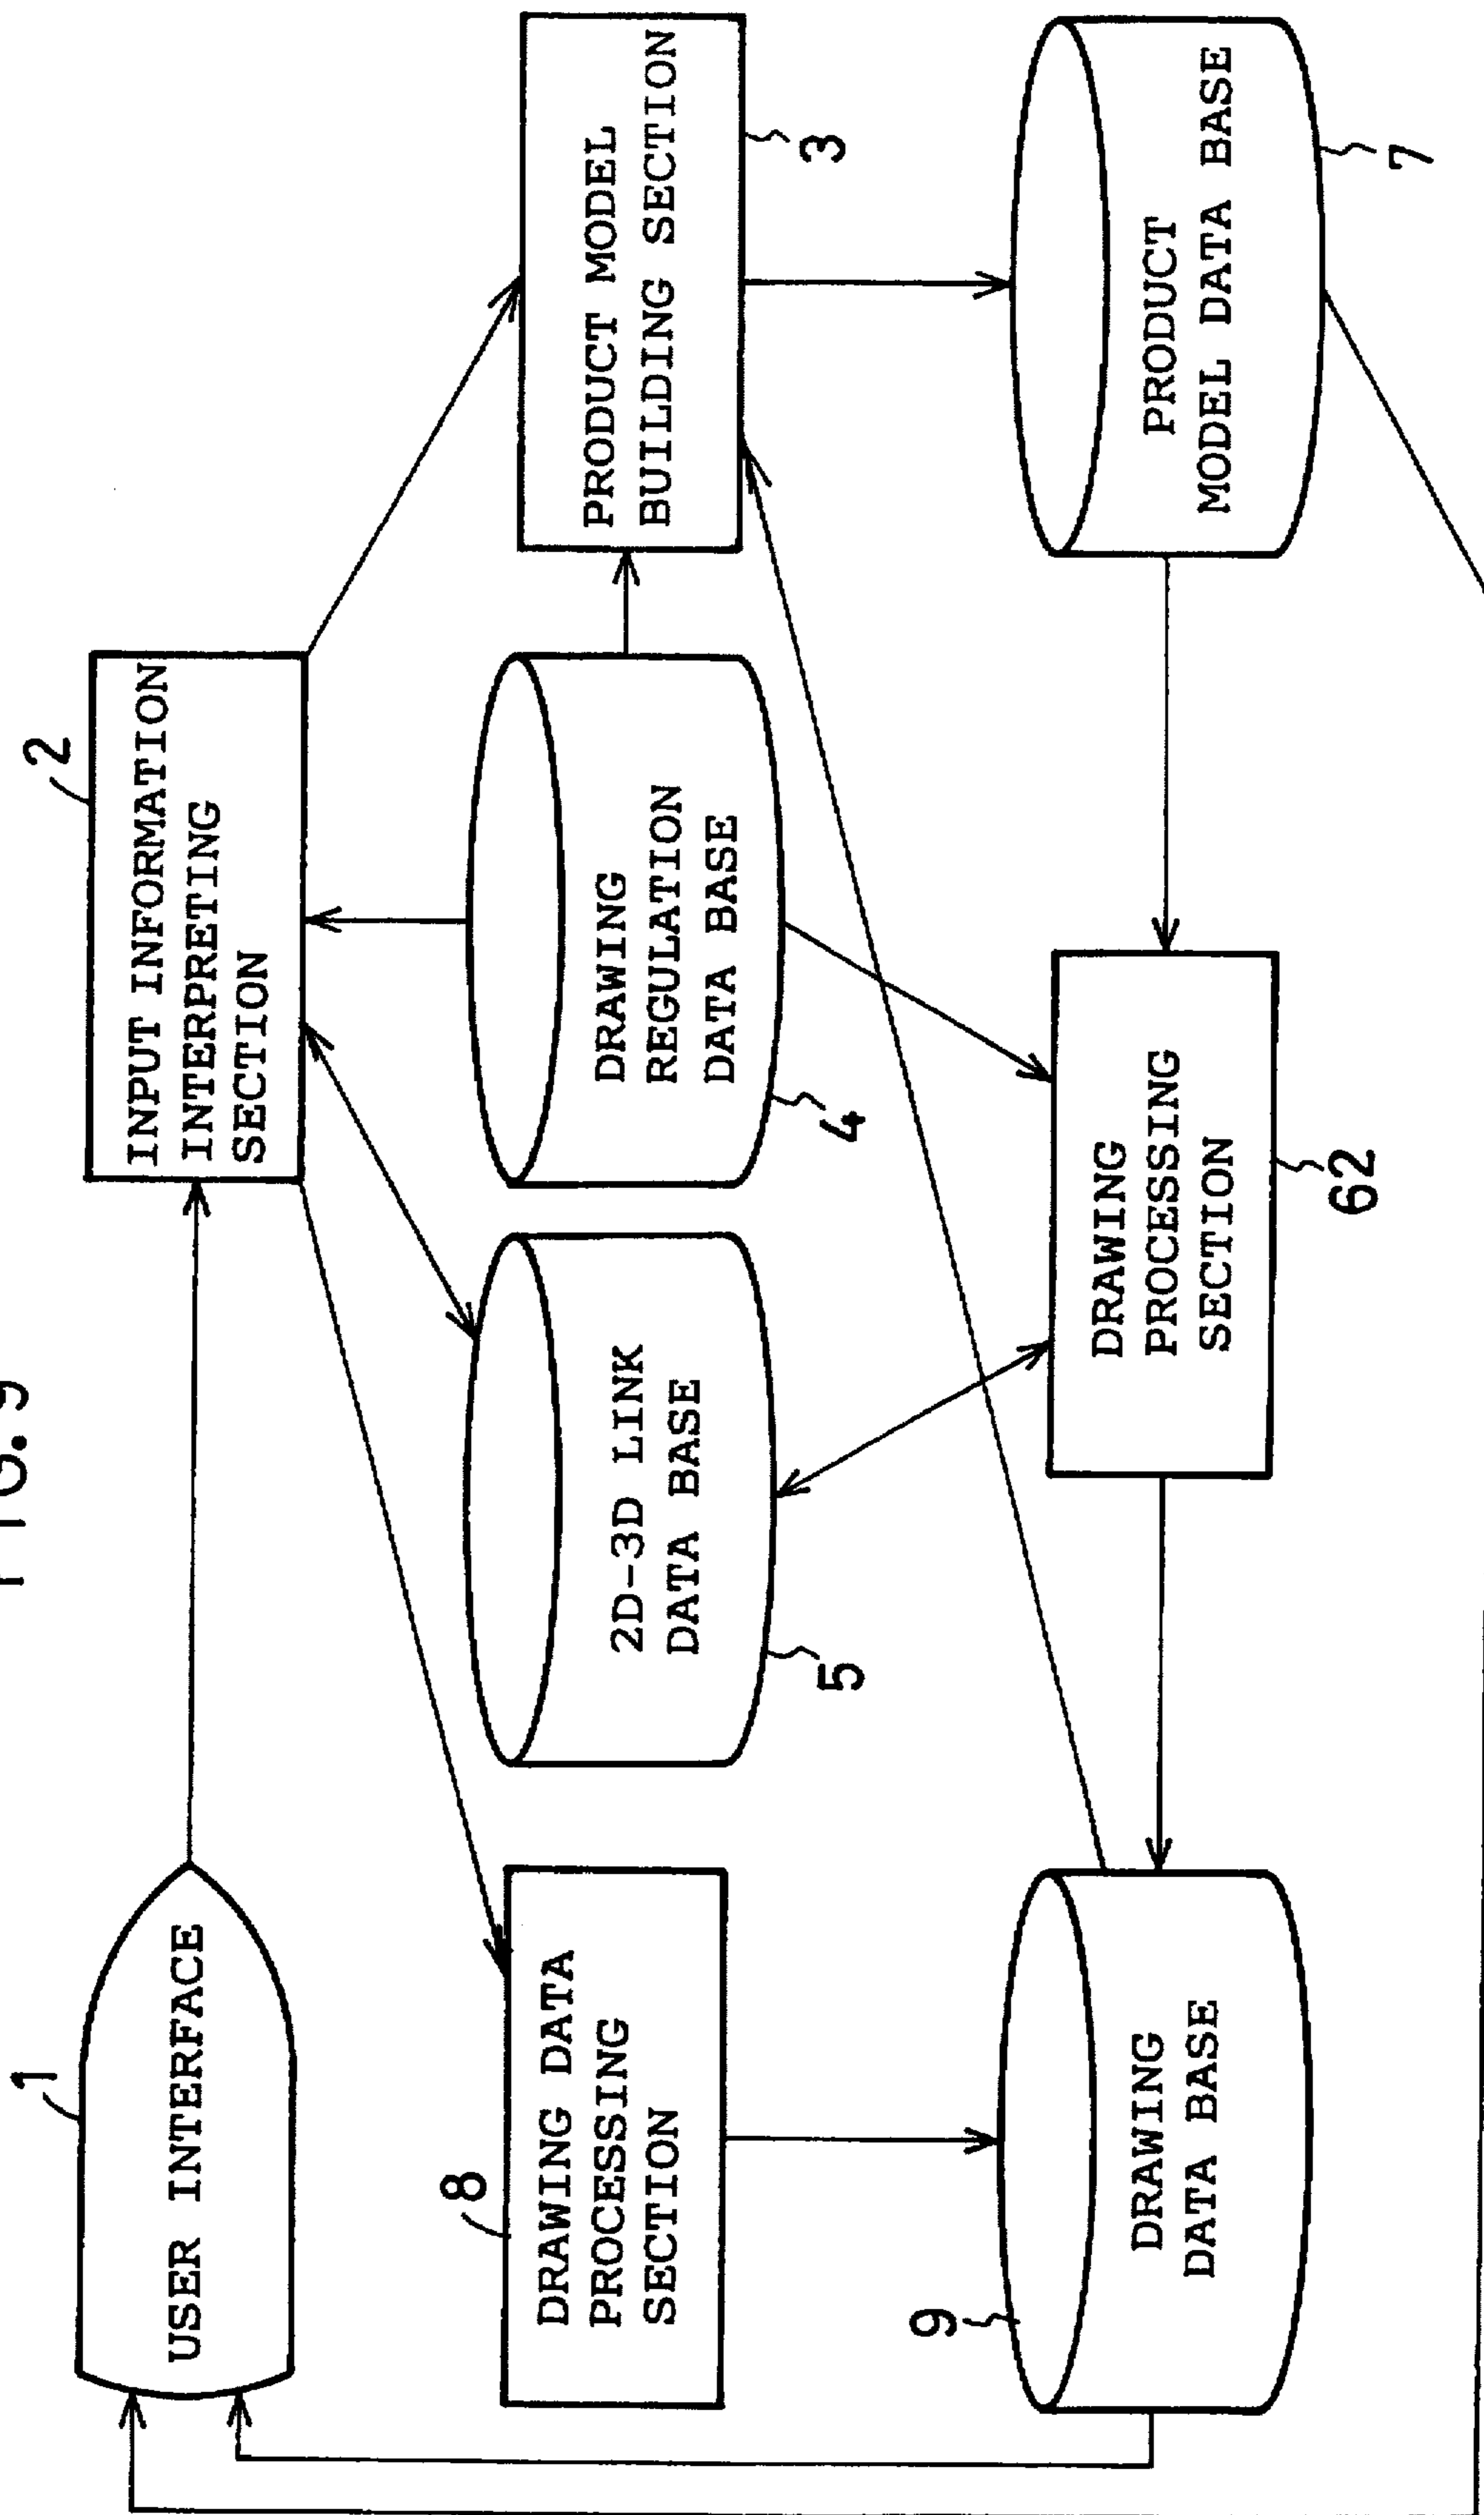 FIG. 9
1
USER INTERFACE
2
INPUT INFORMATION
INTERPRETING
SECTION
8
DRAWING DATA
PROCESSING
SECTION
2D-3D LINK
DATA BASE
5
DRAWING
REGULATION
DATA BASE
4
PRODUCT MODEL
BUILDING SECTION
3
9
DRAWING
DATA BASE
DRAWING
PROCESSING
SECTION
62
PRODUCT
MODEL DATA BASE
7